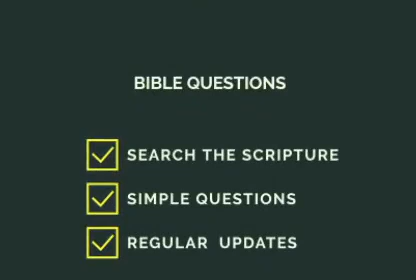 BIBLE QUESTIONS
SEARCH THE SCRIPTURE
SIMPLE QUESTIONS
REGULAR UPDATES